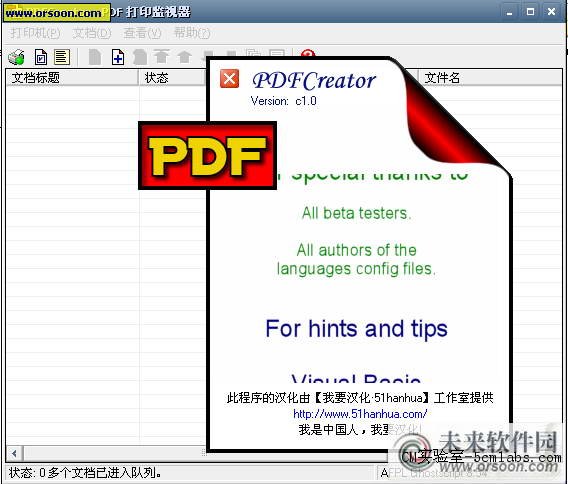 www.orsoon.com
PDF 打印监视器
打印机(P) 文档(D) 查看(V) 帮助(?)
文档标题 状态 文件名
PDFCreator
Version: c1.0
PDF
special thanks to
All beta testers.
All authors of the
languages config files.
For hints and tips
Visual Basic
此程序的汉化由【我要汉化·51hanhua】工作室提供
http://www.51hanhua.com/
我是中国人，我要汉化!
未来软件园
CN实验室-bcmlabs.com
www.orsoon.com
状态: 0多个文档已进入队列。
AFPL Ghostscript 8.54